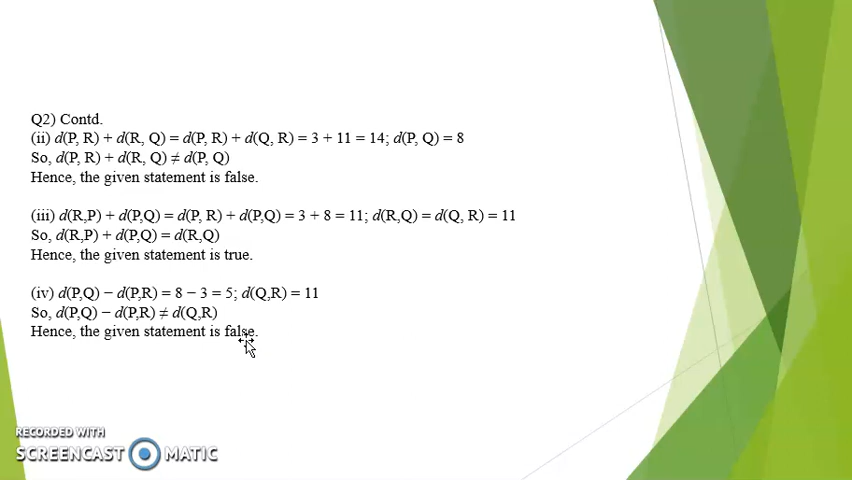 Q2) Contd.
(ii) d(P, R) + d(R, Q) = d(P, R) + d(Q, R) = 3 + 11 = 14; d(P, Q) = 8
So, d(P, R) + d(R, Q) ≠ d(P, Q)
Hence, the given statement is false.
(iii) d(R,P) + d(P,Q) = d(P, R) + d(P,Q) = 3 + 8 = 11; d(R,Q) = d(Q, R) = 11
So, d(R,P) + d(P,Q) = d(R,Q)
Hence, the given statement is true.
(iv) d(P,Q) − d(P,R) = 8 − 3 = 5; d(Q,R) = 11
So, d(P,Q) − d(P,R) ≠ d(Q,R)
Hence, the given statement is false.
RECORDED WITH
SCREENCAST MATIC